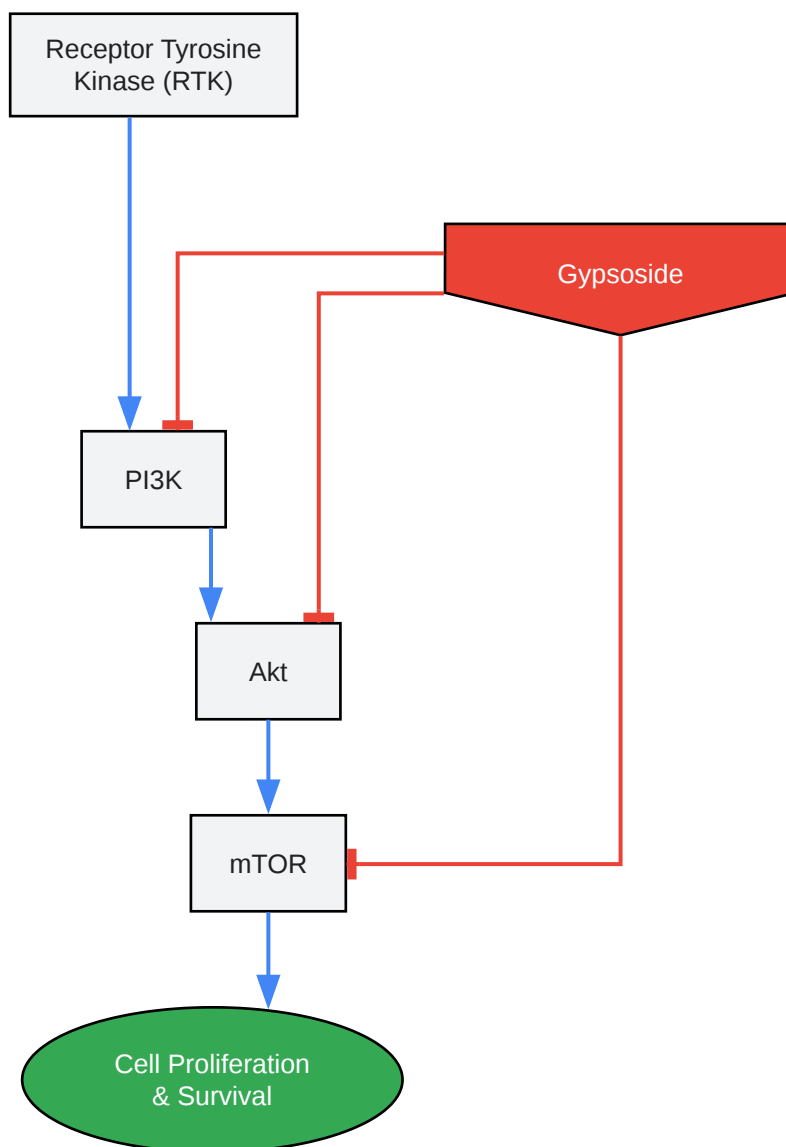 Receptor Tyrosine
Kinase (RTK)
Gypsoside
PI3K
Akt
mTOR
Cell Proliferation
& Survival